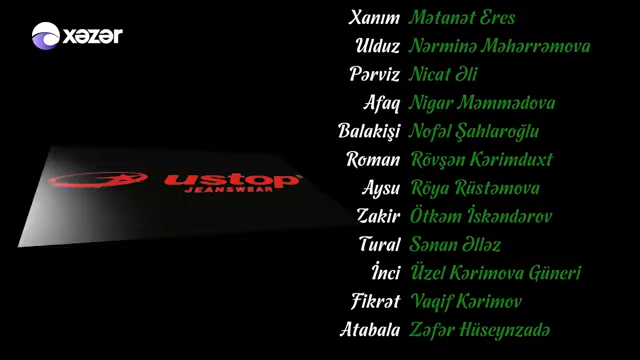 xəzər
Xanım Mətanət Eres
Ulduz Nərminə Məhərrəmova
Pərviz Nicat Əli
Afaq Nigar Məmmədova
Balakişi Nofəl Şahlaroğlu
Roman Rövşən Kərimduxt
Aysu Röya Rüstəmova
Zakir Ötkəm İskəndərov
Tural Sənan Əlləz
İnci Üzel Kərimova Güneri
Fikrət Vaqif Kərimov
Atabala Zəfər Hüseynzadə
ustop®
JEANSWEAR